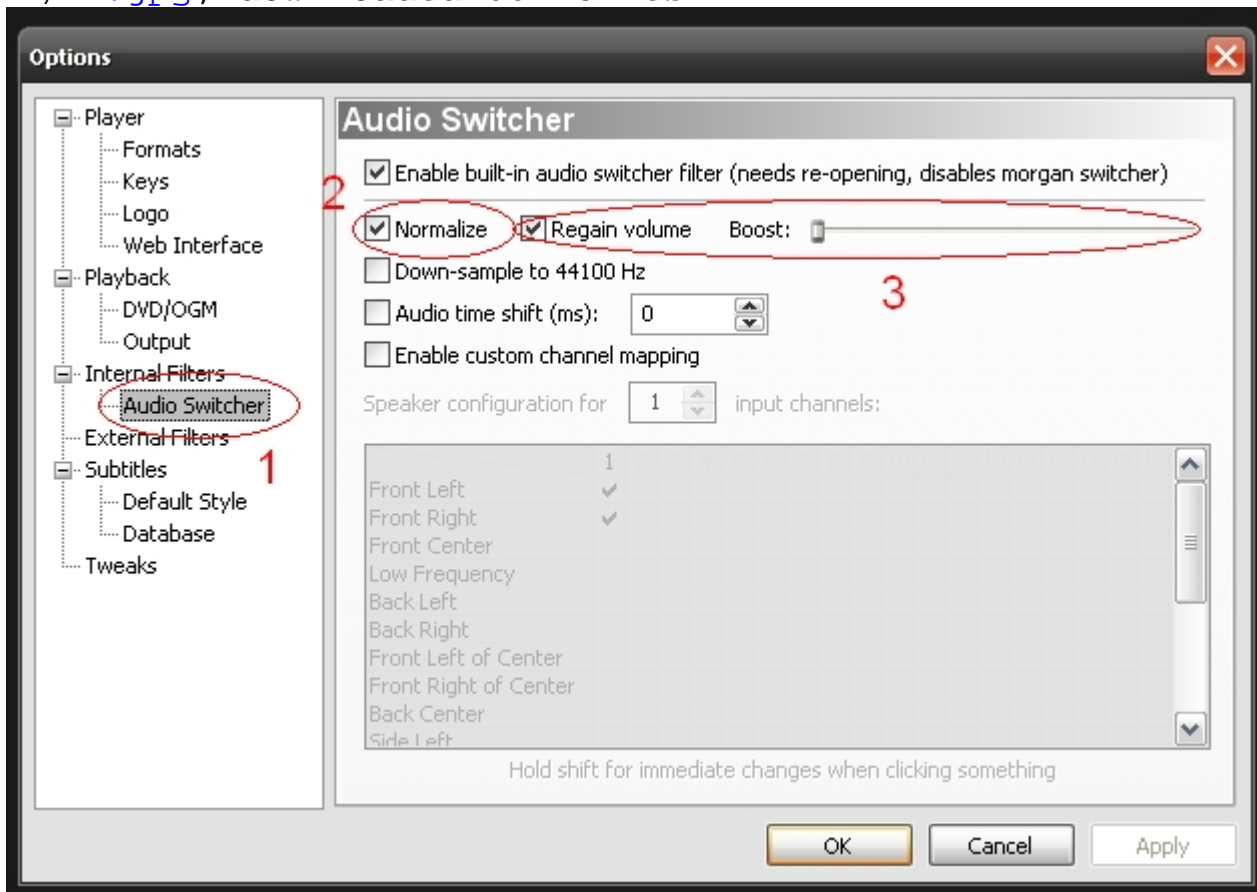 Options
Player
Formats
Keys
Logo
Web Interface
Playback
DVD/OGM
Output
Internal Filters
Audio Switcher
External Filters
1
Subtitles
Default Style
Database
Tweaks
Audio Switcher
Enable built-in audio switcher filter (needs re-opening, disables morgan switcher)
2
Normalize Regain volume Boost:
3
Down-sample to 44100 Hz
Audio time shift (ms): 0
Enable custom channel mapping
Speaker configuration for 1 input channels:
1
Front Left
Front Right
Front Center
Low Frequency
Back Left
Back Right
Front Left of Center
Front Right of Center
Back Center
Side Left
Hold shift for immediate changes when clicking something
OK Cancel Apply